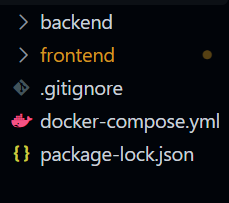 backend
frontend
.gitignore
docker-compose.yml
{} package-lock.json